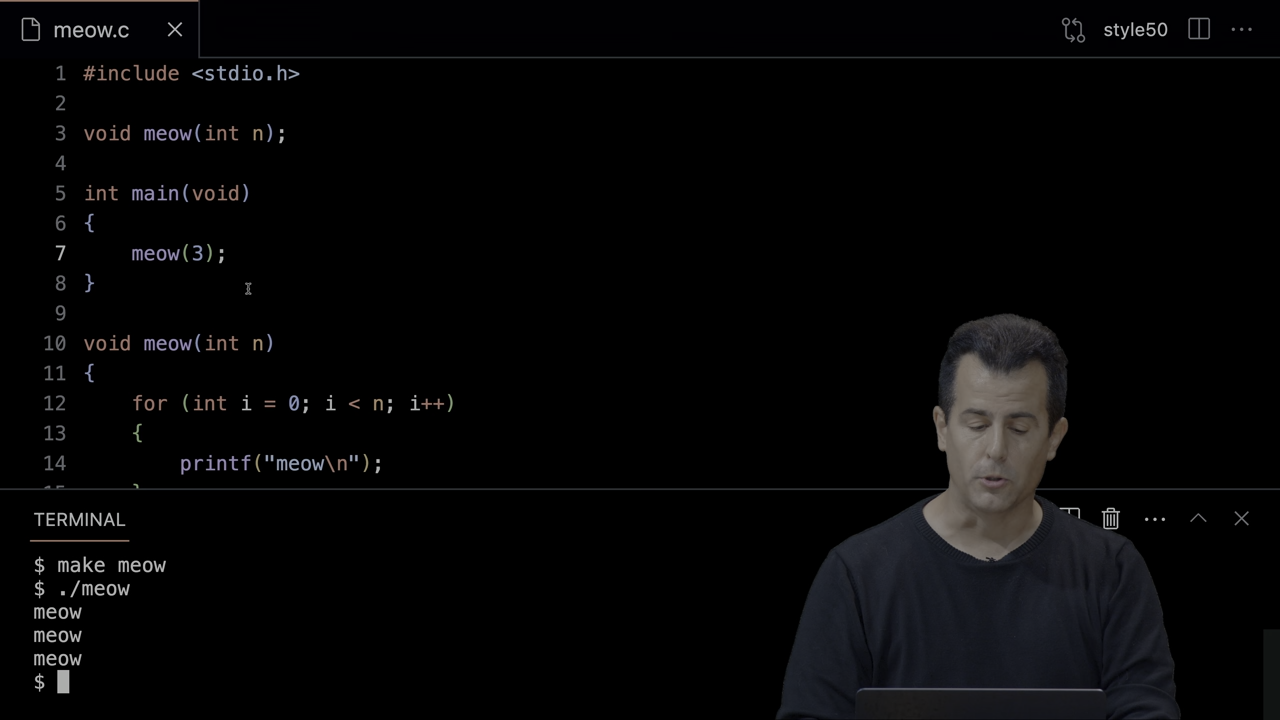 meow.c
style50
1 #include <stdio.h>
2
3 void meow(int n);
4
5 int main(void)
6 {
7     meow(3);
8 }
9
10 void meow(int n)
11 {
12     for (int i = 0; i < n; i++)
13     {
14         printf("meow\n");
TERMINAL
$ make meow
$ ./meow
meow
meow
meow
$